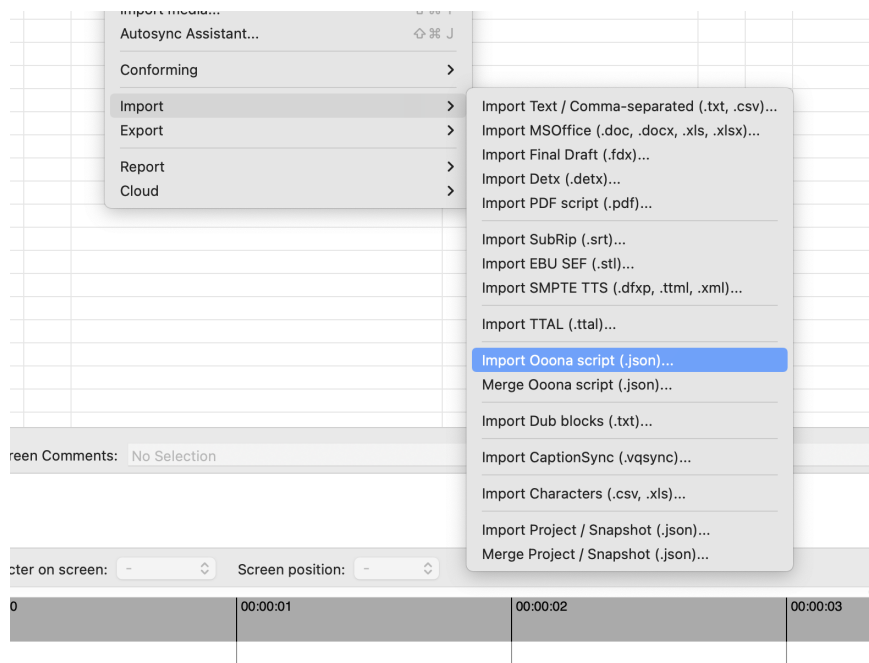 Import media...
Autosync Assistant... ⇧⌘ J
Conforming
Import
Export
Report
Cloud
Import Text / Comma-separated (.txt, .csv)...
Import MSOffice (.doc, .docx, .xls, .xlsx)...
Import Final Draft (.fdx)...
Import Detx (.detx)...
Import PDF script (.pdf)...
Import SubRip (.srt)...
Import EBU SEF (.stl)...
Import SMPTE TTS (.dfxp, .ttml, .xml)...
Import TTAL (.ttal)...
Import Ooona script (.json)...
Merge Ooona script (.json)...
Import Dub blocks (.txt)...
Import CaptionSync (.vqsync)...
Import Characters (.csv, .xls)...
Import Project / Snapshot (.json)...
Merge Project / Snapshot (.json)...
reen Comments: No Selection
cter on screen: - Screen position: -
0 00:00:01 00:00:02 00:00:03